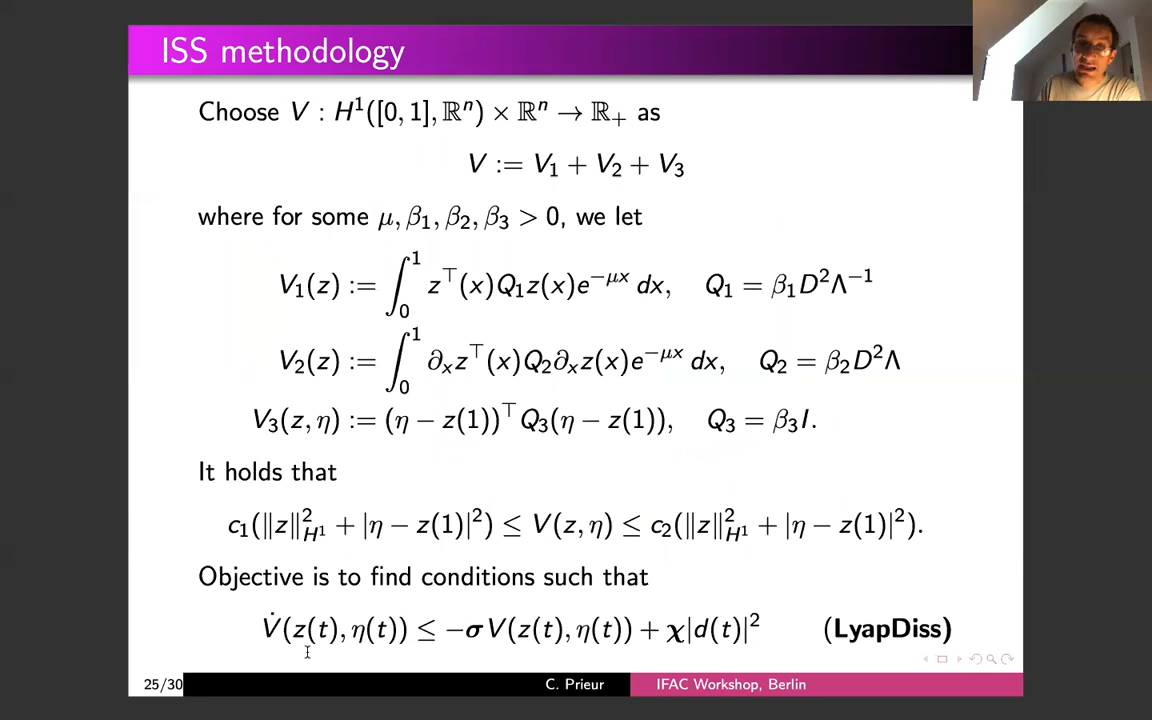 ISS methodology
Choose V : H¹([0, 1], ℝⁿ) × ℝⁿ → ℝ₊ as
V := V₁ + V₂ + V₃
where for some μ, β₁, β₂, β₃ > 0, we let
V₁(z) := ∫₀¹ z⊤(x)Q₁z(x)e^{−μx} dx, Q₁ = β₁D²Λ⁻¹
V₂(z) := ∫₀¹ ∂ₓz⊤(x)Q₂∂ₓz(x)e^{−μx} dx, Q₂ = β₂D²Λ
V₃(z, η) := (η − z(1))⊤Q₃(η − z(1)), Q₃ = β₃I.
It holds that
c₁(‖z‖²_{H¹} + |η − z(1)|²) ≤ V(z, η) ≤ c₂(‖z‖²_{H¹} + |η − z(1)|²).
Objective is to find conditions such that
V̇(z(t), η(t)) ≤ −σV(z(t), η(t)) + χ|d(t)|² (LyapDiss)
25/30 C. Prieur IFAC Workshop, Berlin